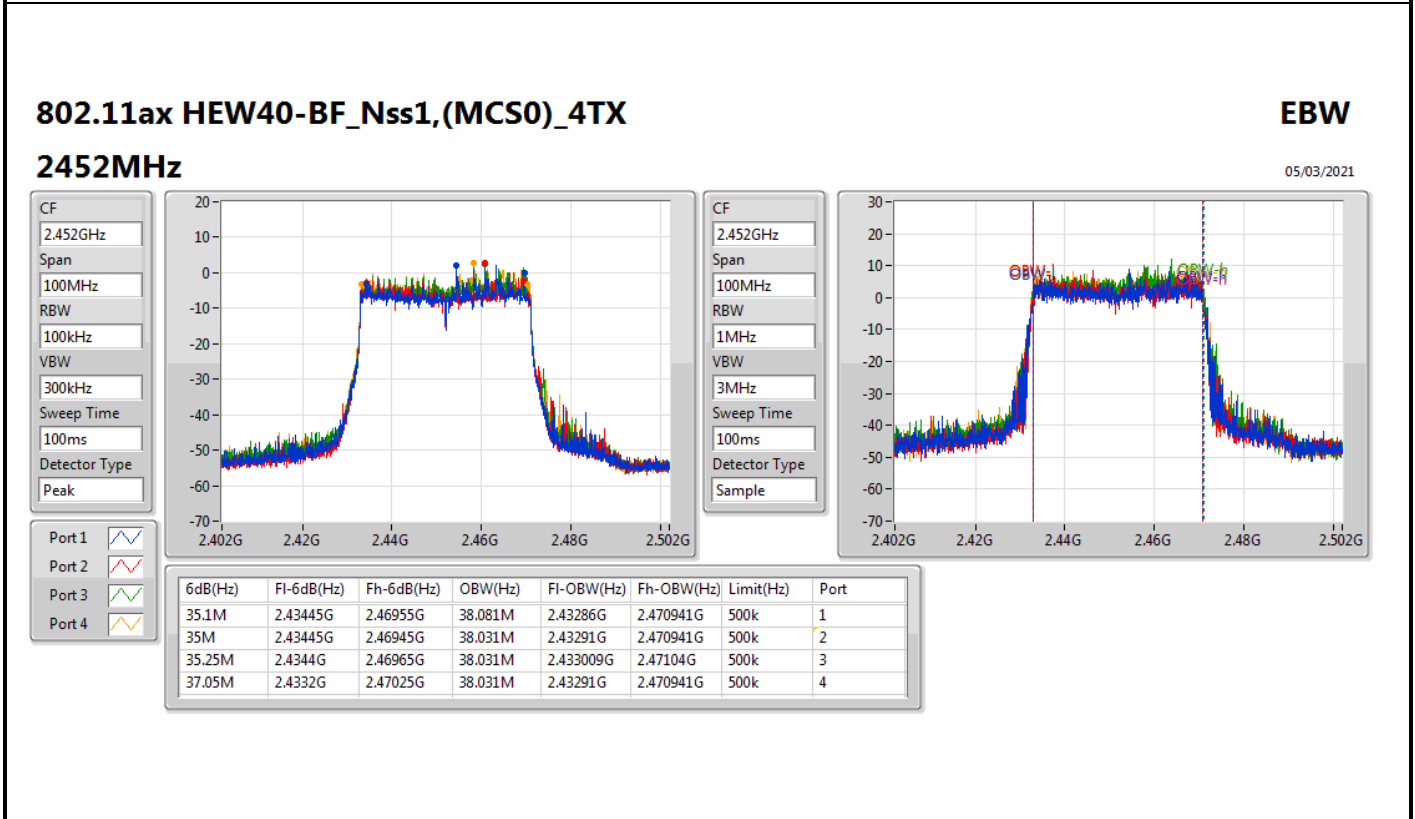 802.11ax HEW40-BF_Nss1,(MCS0)_4TX
EBW
2452MHz
05/03/2021
CF
2.452GHz
Span
100MHz
RBW
100kHz
VBW
300kHz
Sweep Time
100ms
Detector Type
Peak
20
10
0
-10
-20
-30
-40
-50
-60
-70
2.402G 2.42G 2.44G 2.46G 2.48G 2.502G
CF
2.452GHz
Span
100MHz
RBW
1MHz
VBW
3MHz
Sweep Time
100ms
Detector Type
Sample
30
20
10
0
-10
-20
-30
-40
-50
-60
-70
OBW-l OBW-h
2.402G 2.42G 2.44G 2.46G 2.48G 2.502G
Port 1
Port 2
Port 3
Port 4
6dB(Hz) Fl-6dB(Hz) Fh-6dB(Hz) OBW(Hz) Fl-OBW(Hz) Fh-OBW(Hz) Limit(Hz) Port
35.1M 2.43445G 2.46955G 38.081M 2.43286G 2.470941G 500k 1
35M 2.43445G 2.46945G 38.031M 2.43291G 2.470941G 500k 2
35.25M 2.4344G 2.46965G 38.031M 2.433009G 2.47104G 500k 3
37.05M 2.4332G 2.47025G 38.031M 2.43291G 2.470941G 500k 4